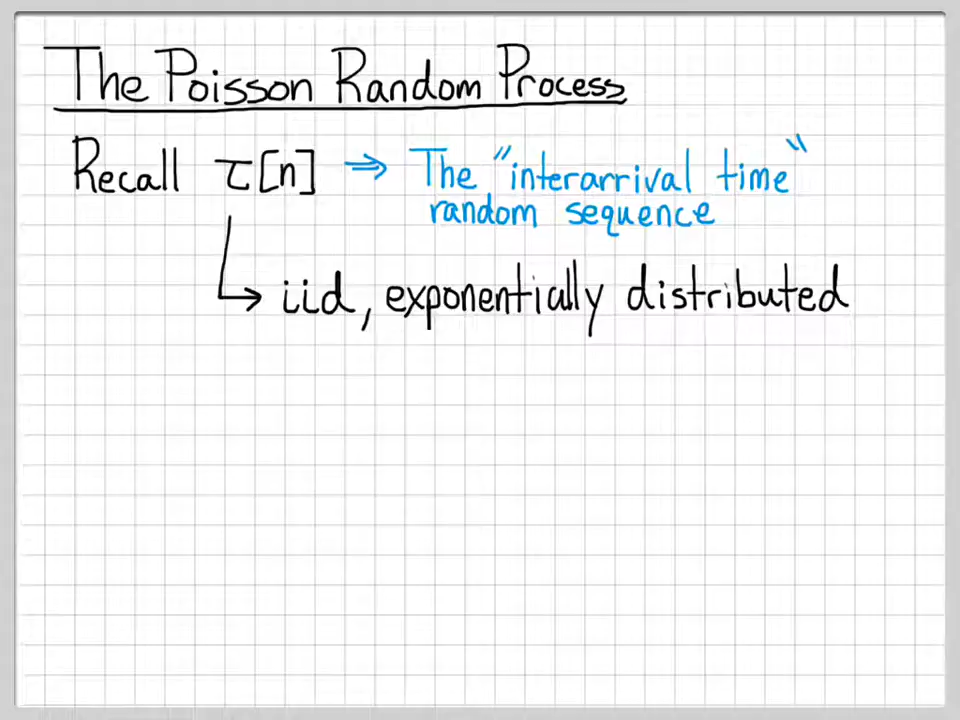 The Poisson Random Process
Recall τ[n] ⇒ The "interarrival time"
random sequence
↳ iid, exponentially distributed